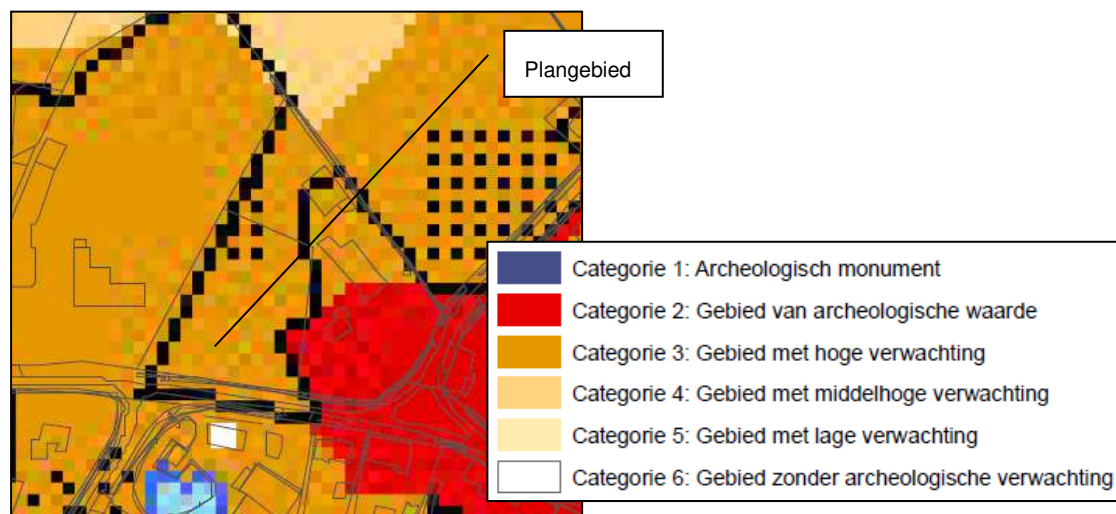 Plangebied
Categorie 1: Archeologisch monument
Categorie 2: Gebied van archeologische waarde
Categorie 3: Gebied met hoge verwachting
Categorie 4: Gebied met middelhoge verwachting
Categorie 5: Gebied met lage verwachting
Categorie 6: Gebied zonder archeologische verwachting